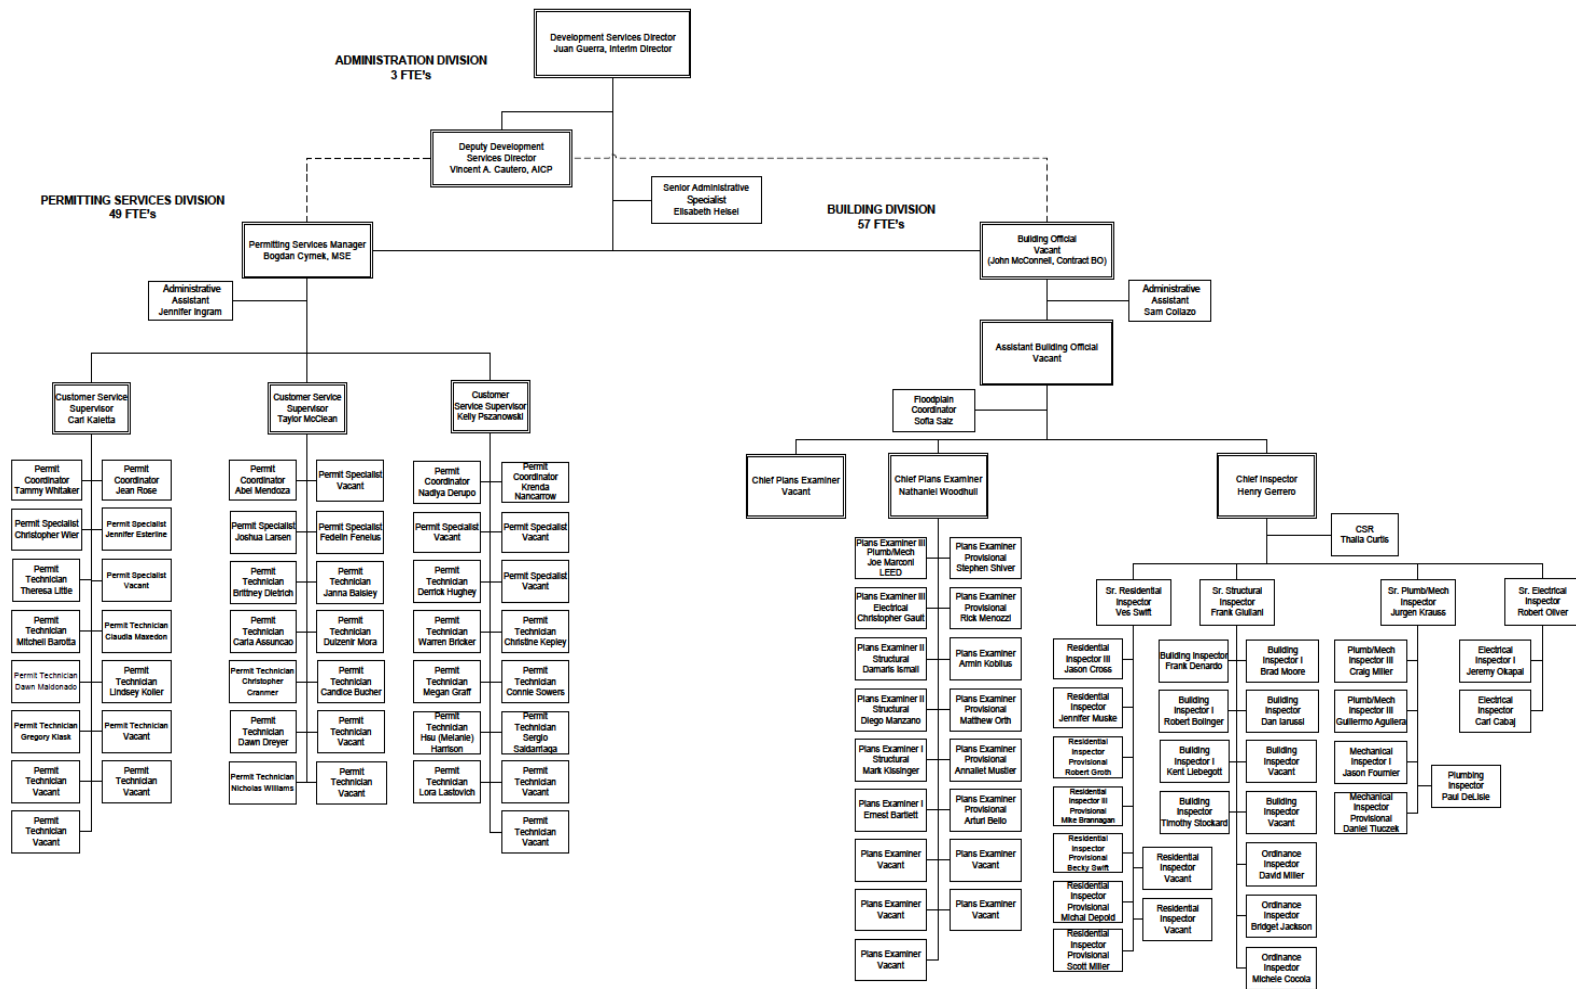 Development Services Director
Juan Guerra, Interim Director
ADMINISTRATION DIVISION
3 FTE's
Deputy Development
Services Director
Vincent A. Cautero, AICP
Senior Administrative
Specialist
Elisabeth Heisel
PERMITTING SERVICES DIVISION
49 FTE's
BUILDING DIVISION
57 FTE's
Permitting Services Manager
Bogdan Cymek, MSE
Building Official
Vacant
(John McConnell, Contract BO)
Administrative
Assistant
Jennifer Ingram
Administrative
Assistant
Sam Collazo
Assistant Building Official
Vacant
Floodplain
Coordinator
Sofia Salz
Customer Service
Supervisor
Carl Kaletta
Customer Service
Supervisor
Taylor McClean
Customer
Service Supervisor
Kelly Pszanowski
Permit
Coordinator
Tammy Whitaker
Permit
Coordinator
Jean Rose
Permit Specialist
Christopher Wier
Permit Specialist
Jennifer Esterline
Permit
Technician
Theresa Little
Permit Specialist
Vacant
Permit
Technician
Mitchell Barotta
Permit Technician
Claudia Maxedon
Permit Technician
Dawn Maldonado
Permit
Technician
Lindsey Koller
Permit Technician
Gregory Klask
Permit Technician
Vacant
Permit
Technician
Vacant
Permit
Technician
Vacant
Permit
Technician
Vacant
Permit
Coordinator
Abel Mendoza
Permit Specialist
Vacant
Permit Specialist
Joshua Larsen
Permit Specialist
Fedelin Fenelus
Permit
Technician
Brittney Dietrich
Permit
Technician
Janna Balsley
Permit
Technician
Carla Assuncao
Permit
Technician
Dulzenir Mora
Permit Technician
Christopher
Cranmer
Permit
Technician
Candice Bucher
Permit
Technician
Dawn Dreyer
Permit
Technician
Vacant
Permit Technician
Nicholas Williams
Permit
Technician
Vacant
Permit
Coordinator
Nadiya Derupo
Permit
Coordinator
Krenda
Nancarrow
Permit Specialist
Vacant
Permit Specialist
Vacant
Permit
Technician
Derrick Hughey
Permit Specialist
Vacant
Permit
Technician
Warren Bricker
Permit
Technician
Christine Kepley
Permit
Technician
Megan Graff
Permit
Technician
Connie Sowers
Permit
Technician
Hsu (Melanie)
Harrison
Permit
Technician
Sergio
Saldarriaga
Permit
Technician
Lora Lastovich
Permit
Technician
Vacant
Permit
Technician
Vacant
Chief Plans Examiner
Vacant
Chief Plans Examiner
Nathaniel Woodhull
Chief Inspector
Henry Gerrero
CSR
Thalia Curtis
Plans Examiner III
Plumb/Mech
Joe Marconi
LEED
Plans Examiner
Provisional
Stephen Shiver
Plans Examiner III
Electrical
Christopher Gault
Plans Examiner
Provisional
Rick Menozzi
Plans Examiner II
Structural
Damaris Ismail
Plans Examiner
Armin Kobilus
Plans Examiner II
Structural
Diego Manzano
Plans Examiner
Provisional
Matthew Orth
Plans Examiner I
Structural
Mark Kissinger
Plans Examiner
Provisional
Annaliet Mustier
Plans Examiner I
Ernest Bartlett
Plans Examiner
Provisional
Arturi Bello
Plans Examiner
Vacant
Plans Examiner
Vacant
Plans Examiner
Vacant
Plans Examiner
Vacant
Plans Examiner
Vacant
Sr. Residential
Inspector
Ves Swift
Sr. Structural
Inspector
Frank Giuliani
Sr. Plumb/Mech
Inspector
Jurgen Krauss
Sr. Electrical
Inspector
Robert Oliver
Residential
Inspector III
Jason Cross
Residential
Inspector
Jennifer Muske
Residential
Inspector
Provisional
Robert Groth
Residential
Inspector III
Provisional
Mike Brannagan
Residential
Inspector
Provisional
Becky Swift
Residential
Inspector
Vacant
Residential
Inspector
Provisional
Michal Depold
Residential
Inspector
Vacant
Residential
Inspector
Provisional
Scott Miller
Building Inspector
Frank Denardo
Building
Inspector I
Brad Moore
Building
Inspector I
Robert Bolinger
Building
Inspector
Dan Iarussi
Building
Inspector I
Kent Liebegott
Building
Inspector
Vacant
Building
Inspector
Timothy Stockard
Building
Inspector
Vacant
Ordinance
Inspector
David Miller
Ordinance
Inspector
Bridget Jackson
Ordinance
Inspector
Michele Cocola
Plumb/Mech
Inspector III
Craig Miller
Plumb/Mech
Inspector III
Guillermo Aguilera
Mechanical
Inspector I
Jason Fournier
Plumbing
Inspector
Paul DeLisle
Mechanical
Inspector
Provisional
Daniel Tluczek
Electrical
Inspector I
Jeremy Okapal
Electrical
Inspector
Carl Cabaj